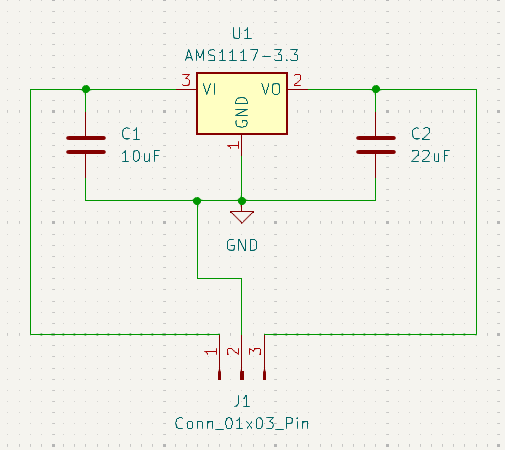 U1
AMS1117-3.3
3 VI VO 2
GND
1
C1
10uF
C2
22uF
GND
1 2 3
J1
Conn_01x03_Pin